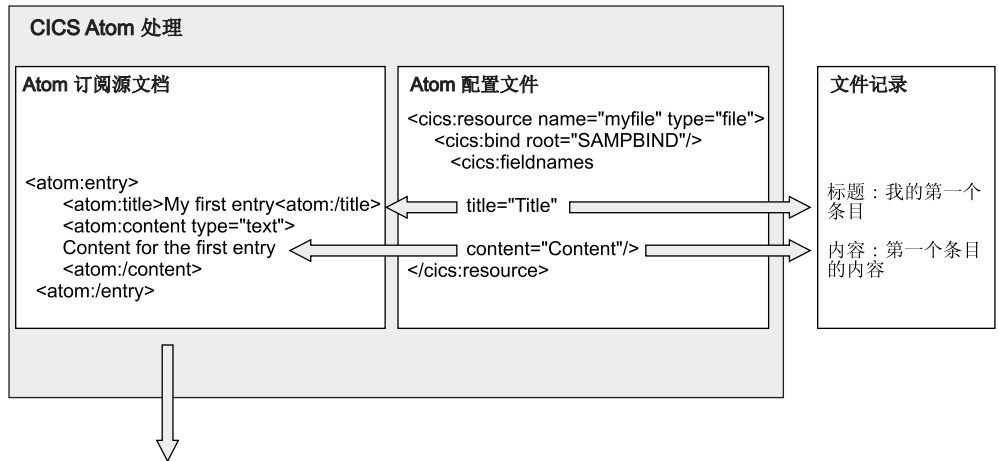 CICS Atom 处理
Atom 订阅源文档
<atom:entry>
<atom:title>My first entry<atom:/title>
<atom:content type="text">
Content for the first entry
<atom:/content>
<atom:/entry>
Atom 配置文件
<cics:resource name="myfile" type="file">
<cics:bind root="SAMPBIND"/>
<cics:fieldnames
title="Title"
content="Content"/>
</cics:resource>
文件记录
标题：我的第一个
条目
内容：第一个条目
的内容